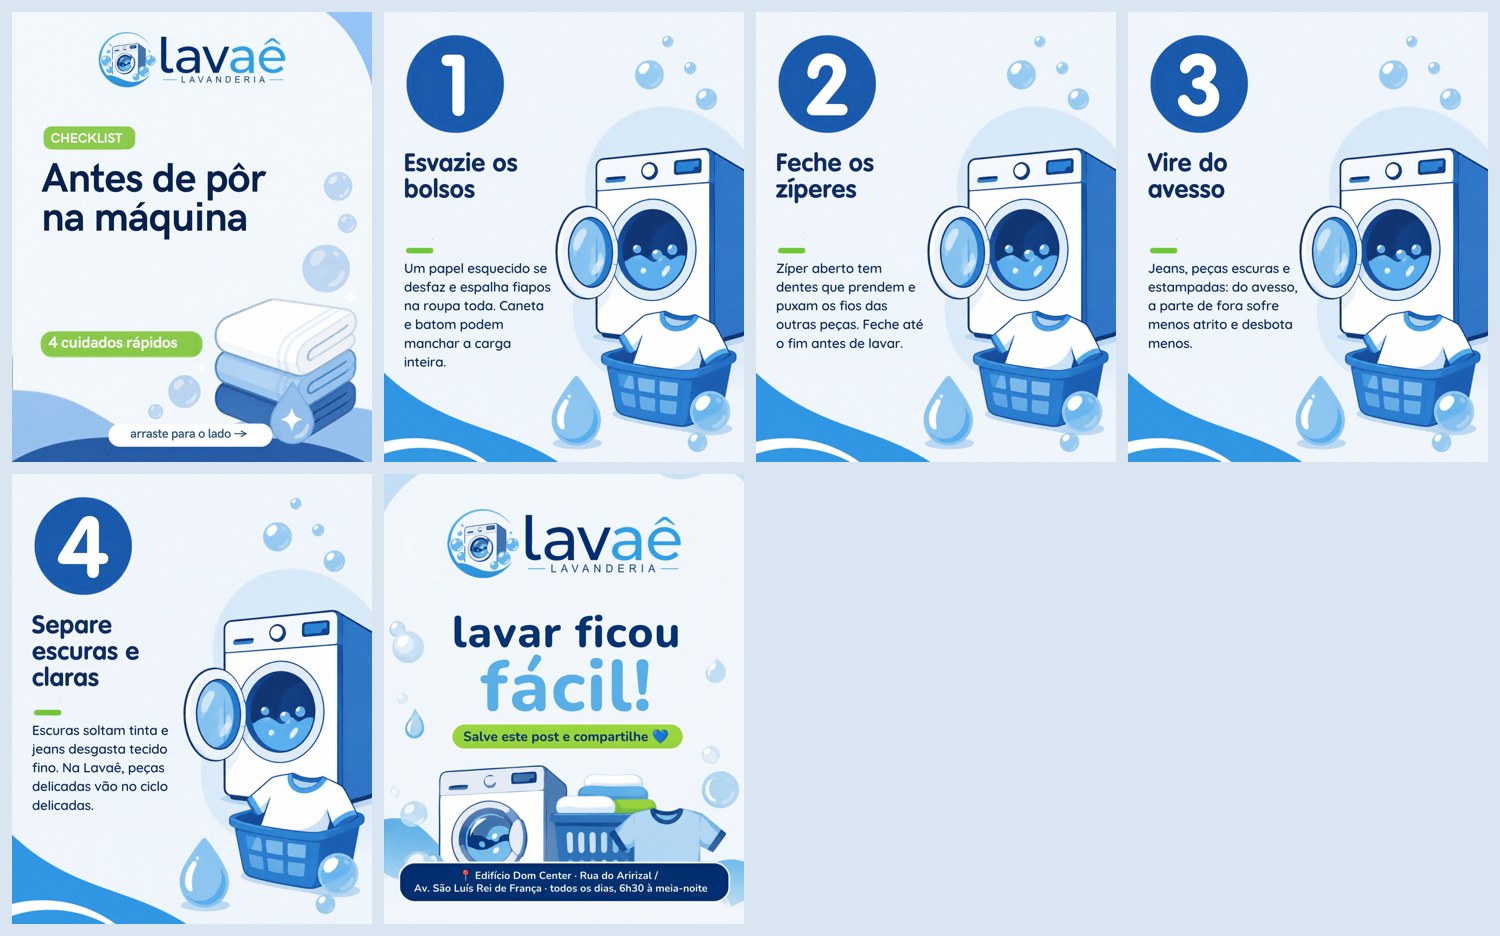 lavaê
LAVANDERIA
CHECKLIST
Antes de pôr
na máquina
4 cuidados rápidos
arraste para o lado →
1
Esvazie os
bolsos
Um papel esquecido se
desfaz e espalha fiapos
na roupa toda. Caneta
e batom podem
manchar a carga
inteira.
2
Feche os
zíperes
Zíper aberto tem
dentes que prendem e
puxam os fios das
outras peças. Feche até
o fim antes de lavar.
3
Vire do
avesso
Jeans, peças escuras e
estampadas: do avesso,
a parte de fora sofre
menos atrito e desbota
menos.
4
Separe
escuras e
claras
Escuras soltam tinta e
jeans desgasta tecido
fino. Na Lavaê, peças
delicadas vão no ciclo
delicadas.
lavaê
LAVANDERIA
lavar ficou
fácil!
Salve este post e compartilhe 💙
📍 Edifício Dom Center · Rua do Aririzal /
Av. São Luís Rei de França · todos os dias, 6h30 à meia-noite